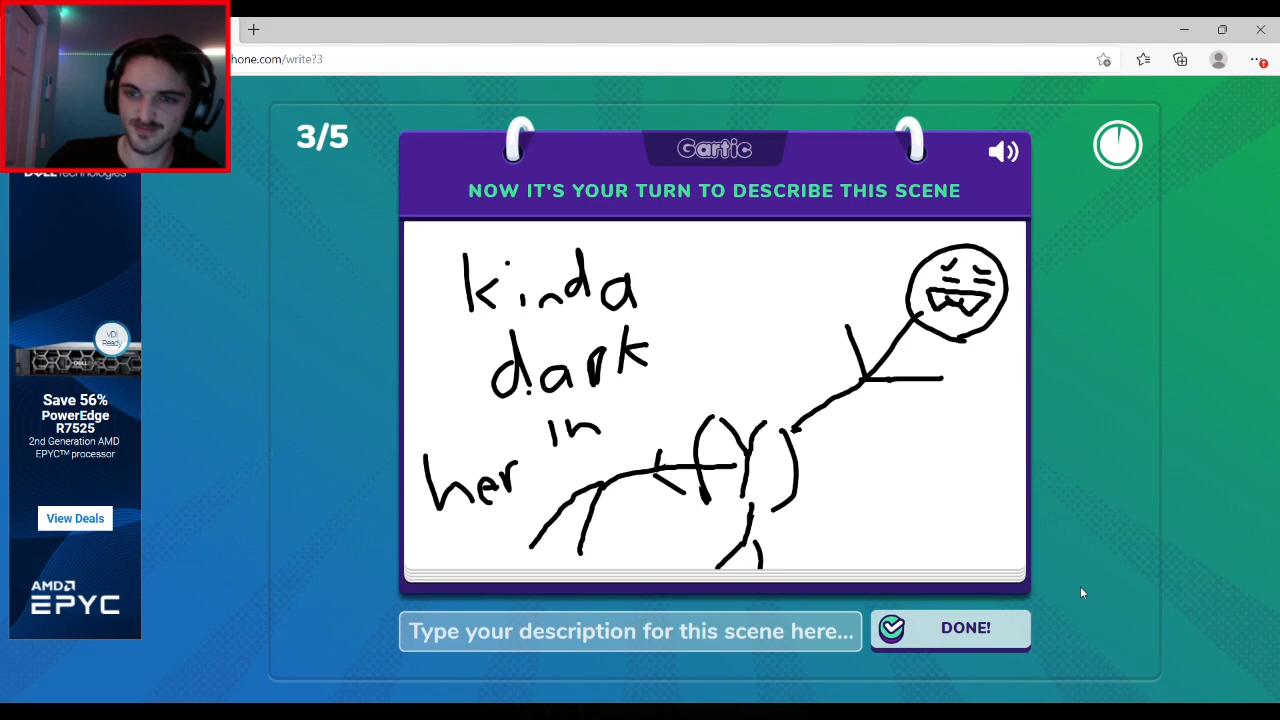 hone.com/write?3
3/5
Gartic
NOW IT'S YOUR TURN TO DESCRIBE THIS SCENE
kinda
dark
in
her
Type your description for this scene here...
DONE!
DELLTechnologies
VDI
Ready
Save 56%
PowerEdge
R7525
2nd Generation AMD
EPYC™ processor
View Deals
AMD
EPYC